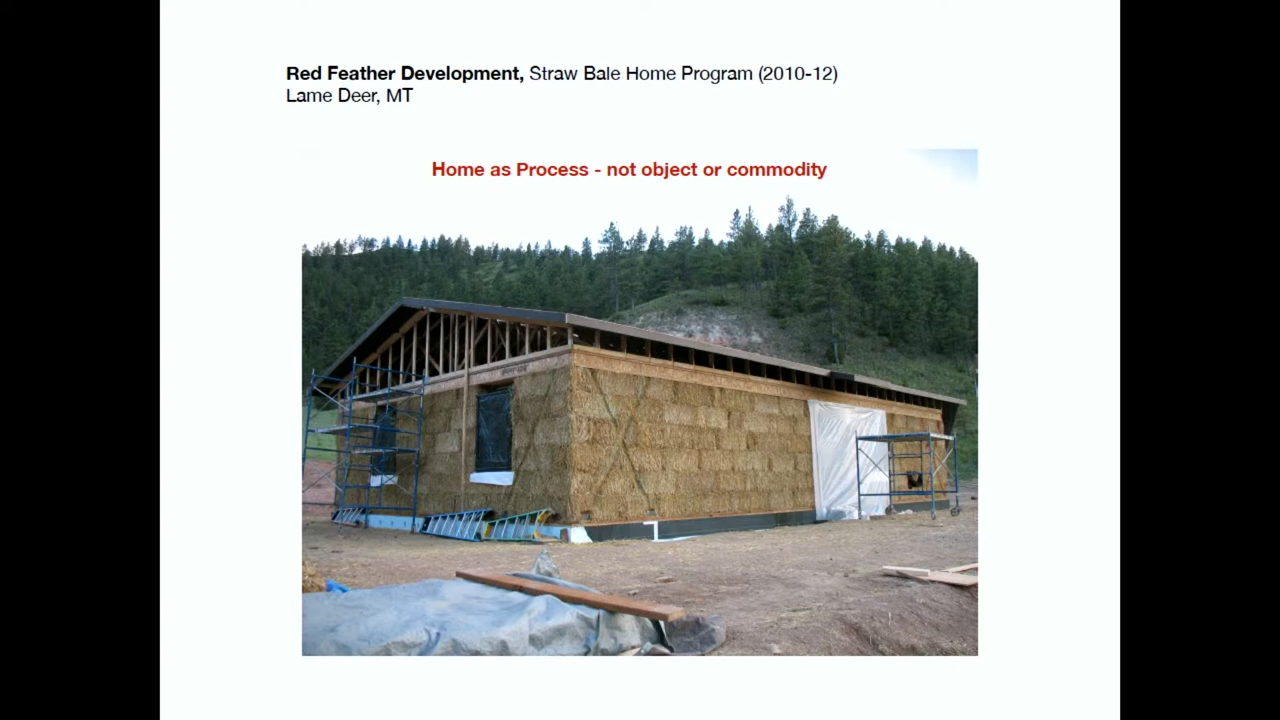 Red Feather Development, Straw Bale Home Program (2010-12)
Lame Deer, MT
Home as Process - not object or commodity